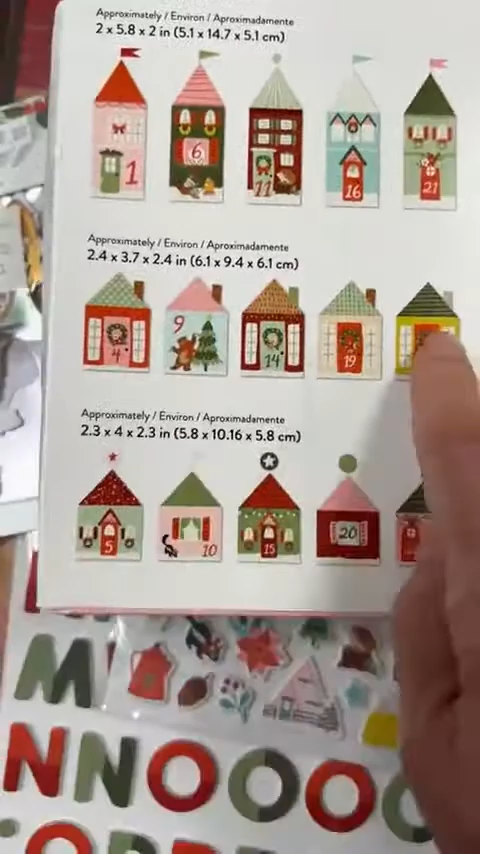 Approximately / Environ / Aproximadamente
2 x 5.8 x 2 in (5.1 x 14.7 x 5.1 cm)
1 6 11 16 21
Approximately / Environ / Aproximadamente
2.4 x 3.7 x 2.4 in (6.1 x 9.4 x 6.1 cm)
4 9 14 19
Approximately / Environ / Aproximadamente
2.3 x 4 x 2.3 in (5.8 x 10.16 x 5.8 cm)
5 10 15 20
M
N N O O O O